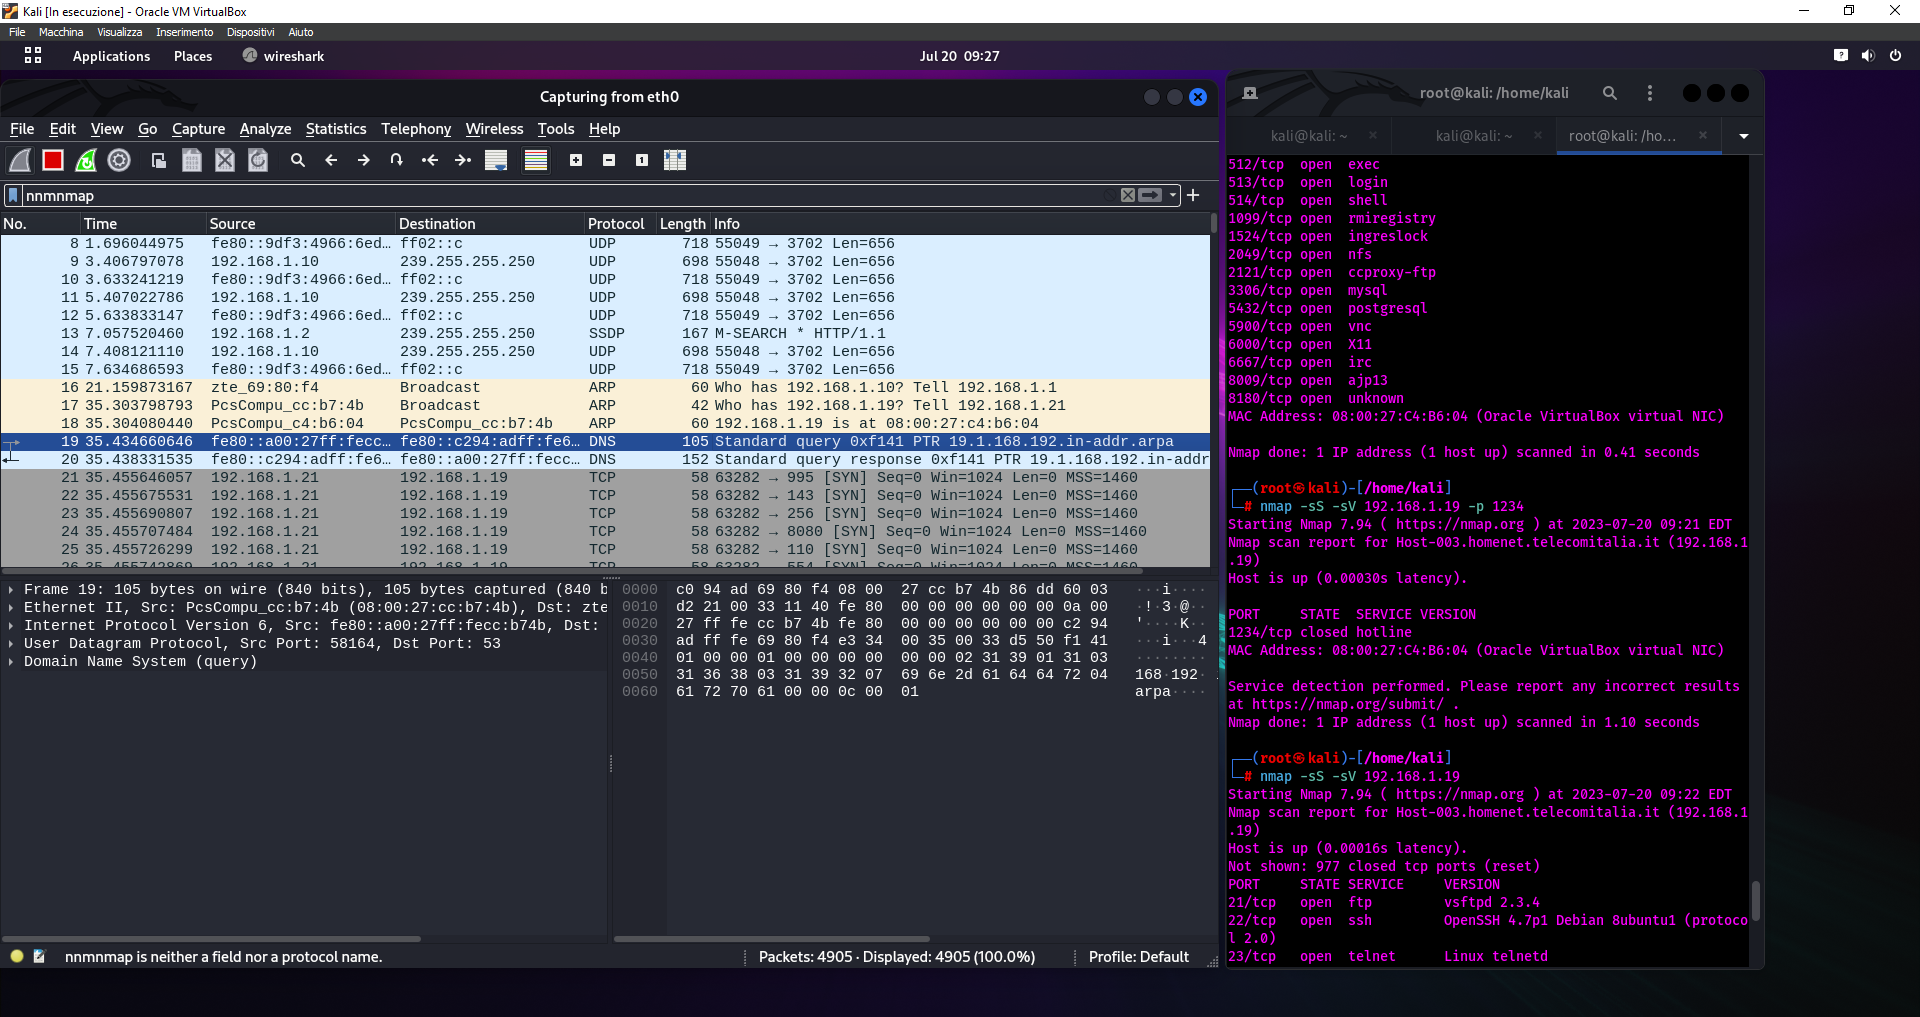 Kali [In esecuzione] - Oracle VM VirtualBox
File Macchina Visualizza Inserimento Dispositivi Aiuto
Applications Places wireshark Jul 20 09:27
Capturing from eth0
File Edit View Go Capture Analyze Statistics Telephony Wireless Tools Help
nnmnmap
No. Time Source Destination Protocol Length Info
8 1.696044975 fe80::9df3:4966:6ed… ff02::c UDP 718 55049 → 3702 Len=656
9 3.406797078 192.168.1.10 239.255.255.250 UDP 698 55048 → 3702 Len=656
10 3.633241219 fe80::9df3:4966:6ed… ff02::c UDP 718 55049 → 3702 Len=656
11 5.407022786 192.168.1.10 239.255.255.250 UDP 698 55048 → 3702 Len=656
12 5.633833147 fe80::9df3:4966:6ed… ff02::c UDP 718 55049 → 3702 Len=656
13 7.057520460 192.168.1.2 239.255.255.250 SSDP 167 M-SEARCH * HTTP/1.1
14 7.408121110 192.168.1.10 239.255.255.250 UDP 698 55048 → 3702 Len=656
15 7.634686593 fe80::9df3:4966:6ed… ff02::c UDP 718 55049 → 3702 Len=656
16 21.159873167 zte_69:80:f4 Broadcast ARP 60 Who has 192.168.1.10? Tell 192.168.1.1
17 35.303798793 PcsCompu_cc:b7:4b Broadcast ARP 42 Who has 192.168.1.19? Tell 192.168.1.21
18 35.304080440 PcsCompu_c4:b6:04 PcsCompu_cc:b7:4b ARP 60 192.168.1.19 is at 08:00:27:c4:b6:04
19 35.434660646 fe80::a00:27ff:fecc… fe80::c294:adff:fe6… DNS 105 Standard query 0xf141 PTR 19.1.168.192.in-addr.arpa
20 35.438331535 fe80::c294:adff:fe6… fe80::a00:27ff:fecc… DNS 152 Standard query response 0xf141 PTR 19.1.168.192.in-addr
21 35.455646057 192.168.1.21 192.168.1.19 TCP 58 63282 → 995 [SYN] Seq=0 Win=1024 Len=0 MSS=1460
22 35.455675531 192.168.1.21 192.168.1.19 TCP 58 63282 → 143 [SYN] Seq=0 Win=1024 Len=0 MSS=1460
23 35.455690807 192.168.1.21 192.168.1.19 TCP 58 63282 → 256 [SYN] Seq=0 Win=1024 Len=0 MSS=1460
24 35.455707484 192.168.1.21 192.168.1.19 TCP 58 63282 → 8080 [SYN] Seq=0 Win=1024 Len=0 MSS=1460
25 35.455726299 192.168.1.21 192.168.1.19 TCP 58 63282 → 110 [SYN] Seq=0 Win=1024 Len=0 MSS=1460
Frame 19: 105 bytes on wire (840 bits), 105 bytes captured (840 b
Ethernet II, Src: PcsCompu_cc:b7:4b (08:00:27:cc:b7:4b), Dst: zte
Internet Protocol Version 6, Src: fe80::a00:27ff:fecc:b74b, Dst:
User Datagram Protocol, Src Port: 58164, Dst Port: 53
Domain Name System (query)
0000 c0 94 ad 69 80 f4 08 00 27 cc b7 4b 86 dd 60 03 ···i····
0010 d2 21 00 33 11 40 fe 80 00 00 00 00 00 00 0a 00 ·!·3·@··
0020 27 ff fe cc b7 4b fe 80 00 00 00 00 00 00 c2 94 '····K··
0030 ad ff fe 69 80 f4 e3 34 00 35 00 33 d5 50 f1 41 ···i···4
0040 01 00 00 01 00 00 00 00 00 00 02 31 39 01 31 03 ········
0050 31 36 38 03 31 39 32 07 69 6e 2d 61 64 64 72 04 168·192·
0060 61 72 70 61 00 00 0c 00 01 arpa····
nnmnmap is neither a field nor a protocol name.
Packets: 4905 · Displayed: 4905 (100.0%)
Profile: Default
root@kali: /home/kali
kali@kali: ~ kali@kali: ~ root@kali: /ho…
512/tcp open exec
513/tcp open login
514/tcp open shell
1099/tcp open rmiregistry
1524/tcp open ingreslock
2049/tcp open nfs
2121/tcp open ccproxy-ftp
3306/tcp open mysql
5432/tcp open postgresql
5900/tcp open vnc
6000/tcp open X11
6667/tcp open irc
8009/tcp open ajp13
8180/tcp open unknown
MAC Address: 08:00:27:C4:B6:04 (Oracle VirtualBox virtual NIC)
Nmap done: 1 IP address (1 host up) scanned in 0.41 seconds
┌──(root㉿kali)-[/home/kali]
└─# nmap -sS -sV 192.168.1.19 -p 1234
Starting Nmap 7.94 ( https://nmap.org ) at 2023-07-20 09:21 EDT
Nmap scan report for Host-003.homenet.telecomitalia.it (192.168.1
.19)
Host is up (0.00030s latency).
PORT STATE SERVICE VERSION
1234/tcp closed hotline
MAC Address: 08:00:27:C4:B6:04 (Oracle VirtualBox virtual NIC)
Service detection performed. Please report any incorrect results
at https://nmap.org/submit/ .
Nmap done: 1 IP address (1 host up) scanned in 1.10 seconds
┌──(root㉿kali)-[/home/kali]
└─# nmap -sS -sV 192.168.1.19
Starting Nmap 7.94 ( https://nmap.org ) at 2023-07-20 09:22 EDT
Nmap scan report for Host-003.homenet.telecomitalia.it (192.168.1
.19)
Host is up (0.00016s latency).
Not shown: 977 closed tcp ports (reset)
PORT STATE SERVICE VERSION
21/tcp open ftp vsftpd 2.3.4
22/tcp open ssh OpenSSH 4.7p1 Debian 8ubuntu1 (protoco
l 2.0)
23/tcp open telnet Linux telnetd